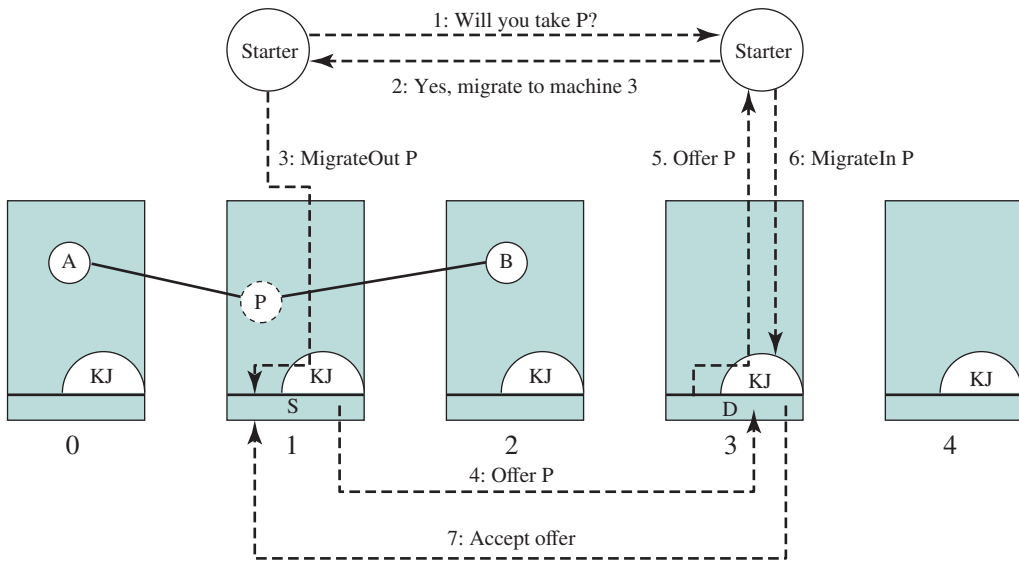 1: Will you take P?
Starter
Starter
2: Yes, migrate to machine 3
3: MigrateOut P
5. Offer P
6: MigrateIn P
A
B
P
KJ
KJ
KJ
KJ
KJ
S
D
0
1
2
3
4
4: Offer P
7: Accept offer